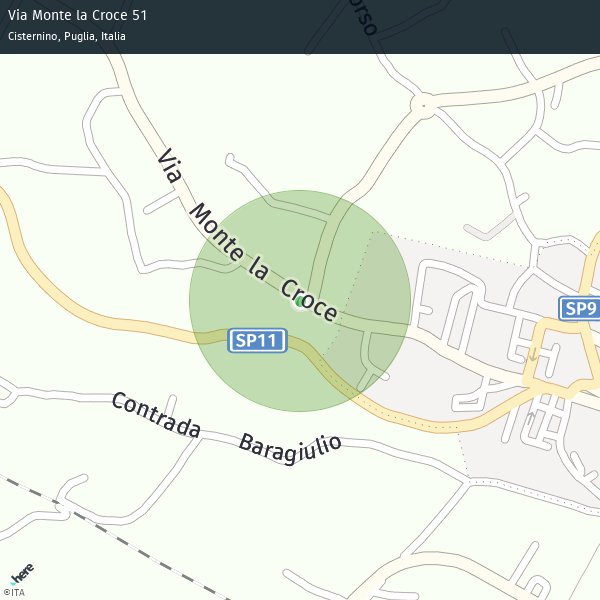 Via Monte la Croce 51
Cisternino, Puglia, Italia
orso
Via Monte la Croce
SP9
SP11
Contrada Baragiulio
here
©ITA